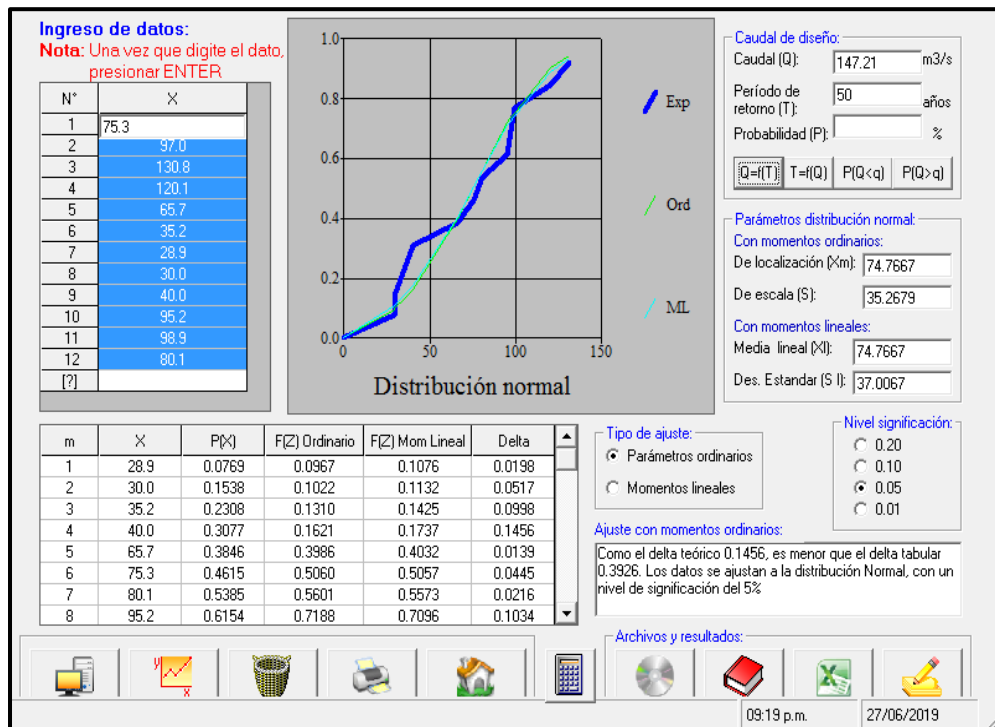 Ingreso de datos:
Nota: Una vez que digite el dato,
presionar ENTER
N° X
1 75.3
2 97.0
3 130.8
4 120.1
5 65.7
6 35.2
7 28.9
8 30.0
9 40.0
10 95.2
11 98.9
12 80.1
[?]
1.0
0.8
0.6
0.4
0.2
0.0
0 50 100 150
Exp
Ord
ML
Distribución normal
Caudal de diseño:
Caudal (Q): 147.21 m3/s
Período de
retorno (T): 50 años
Probabilidad (P): %
Q=f(T) T=f(Q) P(Q<q) P(Q>q)
Parámetros distribución normal:
Con momentos ordinarios:
De localización (Xm): 74.7667
De escala (S): 35.2679
Con momentos lineales:
Media lineal (Xl): 74.7667
Des. Estandar (S l): 37.0067
m X P(X) F(Z) Ordinario F(Z) Mom Lineal Delta
1 28.9 0.0769 0.0967 0.1076 0.0198
2 30.0 0.1538 0.1022 0.1132 0.0517
3 35.2 0.2308 0.1310 0.1425 0.0998
4 40.0 0.3077 0.1621 0.1737 0.1456
5 65.7 0.3846 0.3986 0.4032 0.0139
6 75.3 0.4615 0.5060 0.5057 0.0445
7 80.1 0.5385 0.5601 0.5573 0.0216
8 95.2 0.6154 0.7188 0.7096 0.1034
Tipo de ajuste:
Parámetros ordinarios
Momentos lineales
Nivel significación:
0.20
0.10
0.05
0.01
Ajuste con momentos ordinarios:
Como el delta teórico 0.1456, es menor que el delta tabular
0.3926. Los datos se ajustan a la distribución Normal, con un
nivel de significación del 5%
y
x
Archivos y resultados:
09:19 p.m. 27/06/2019